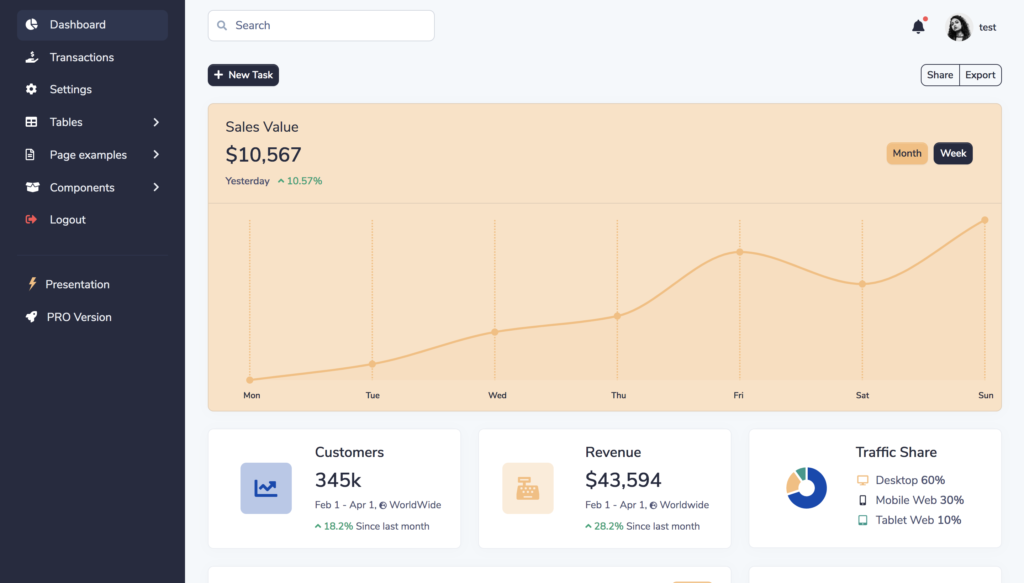 Dashboard
Transactions
Settings
Tables
Page examples
Components
Logout
Presentation
PRO Version
Search
test
New Task
Share Export
Sales Value
$10,567
Yesterday 10.57%
Month Week
Mon Tue Wed Thu Fri Sat Sun
Customers
345k
Feb 1 - Apr 1, WorldWide
18.2% Since last month
Revenue
$43,594
Feb 1 - Apr 1, Worldwide
28.2% Since last month
Traffic Share
Desktop 60%
Mobile Web 30%
Tablet Web 10%